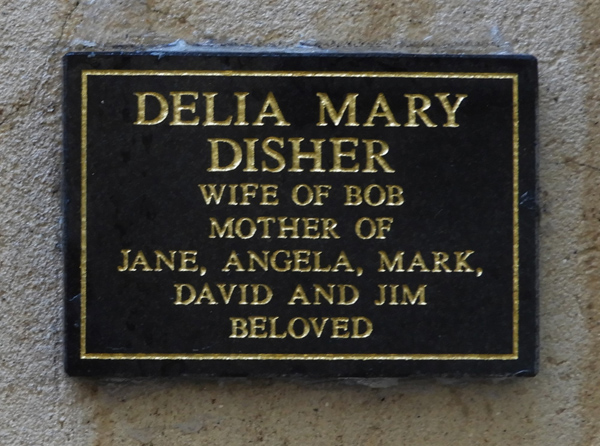 DELIA MARY
DISHER
WIFE OF BOB
MOTHER OF
JANE, ANGELA, MARK,
DAVID AND JIM
BELOVED